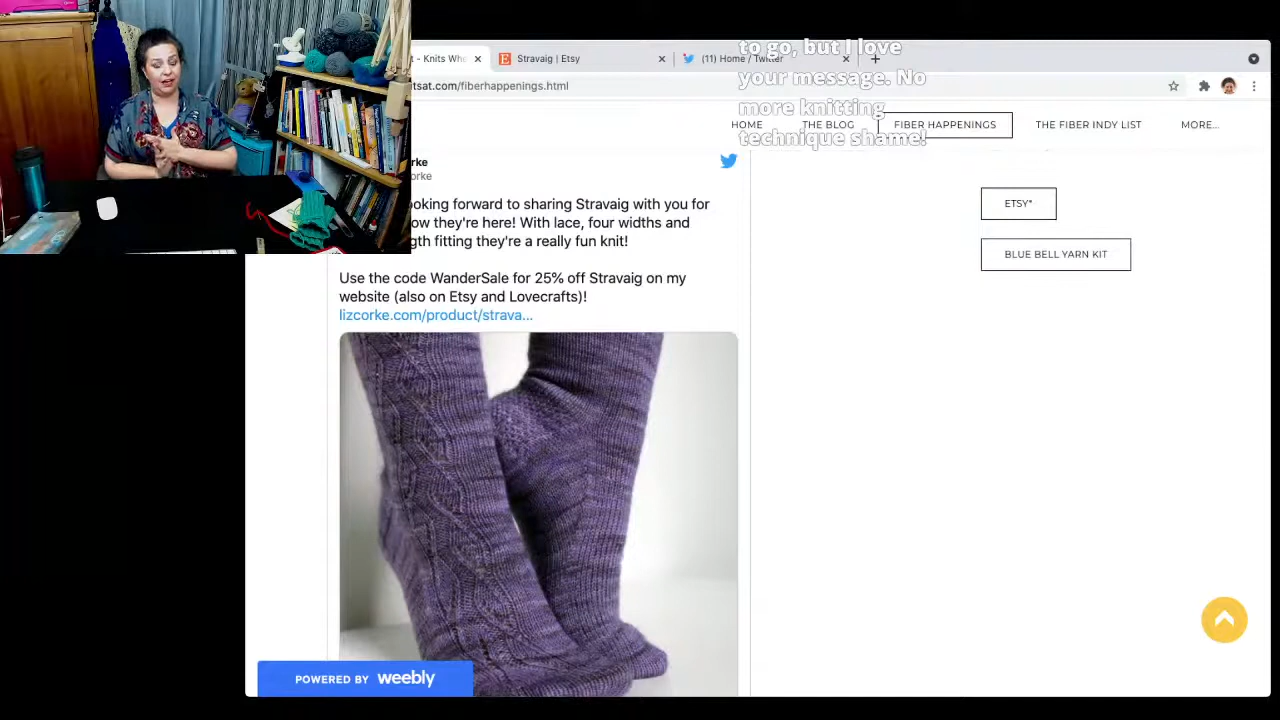 to go, but I love
your message. No
more knitting
technique shame!
t - Knits Whe
Stravaig | Etsy
(11) Home / Twitter
itsat.com/fiberhappenings.html
HOME
THE BLOG
FIBER HAPPENINGS
THE FIBER INDY LIST
MORE...
rke
orke
ooking forward to sharing Stravaig with you for
ow they're here! With lace, four widths and
gth fitting they're a really fun knit!
Use the code WanderSale for 25% off Stravaig on my
website (also on Etsy and Lovecrafts)!
lizcorke.com/product/strava...
ETSY*
BLUE BELL YARN KIT
POWERED BY weebly